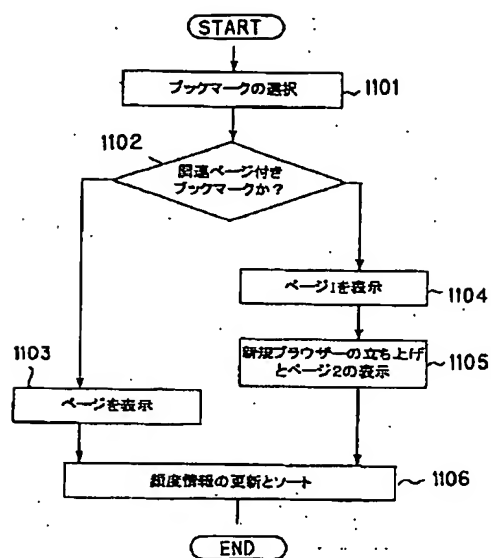 START
ブックマークの選択
1101
1102
関連ページ付き
ブックマークか？
ページ1を表示
1104
新規ブラウザーの立ち上げ
とページ2の表示
1105
1103
ページを表示
頻度情報の更新とソート
1106
END